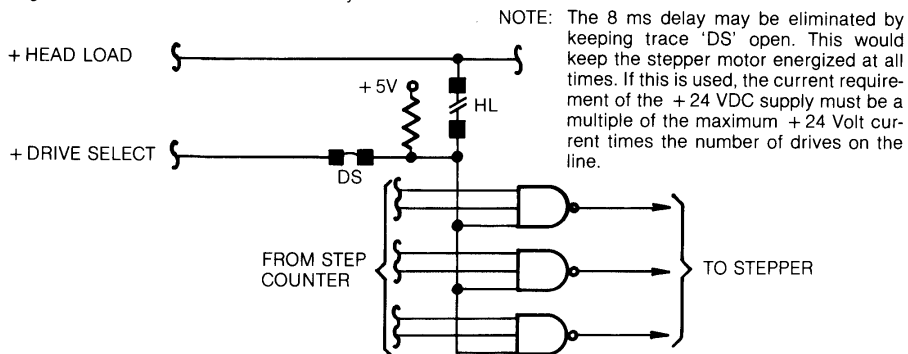 NOTE: The 8 ms delay may be eliminated by
keeping trace 'DS' open. This would
keep the stepper motor energized at all
times. If this is used, the current require-
ment of the +24 VDC supply must be a
multiple of the maximum +24 Volt cur-
rent times the number of drives on the
line.
+HEAD LOAD
+5V
HL
+DRIVE SELECT
DS
FROM STEP
COUNTER
TO STEPPER